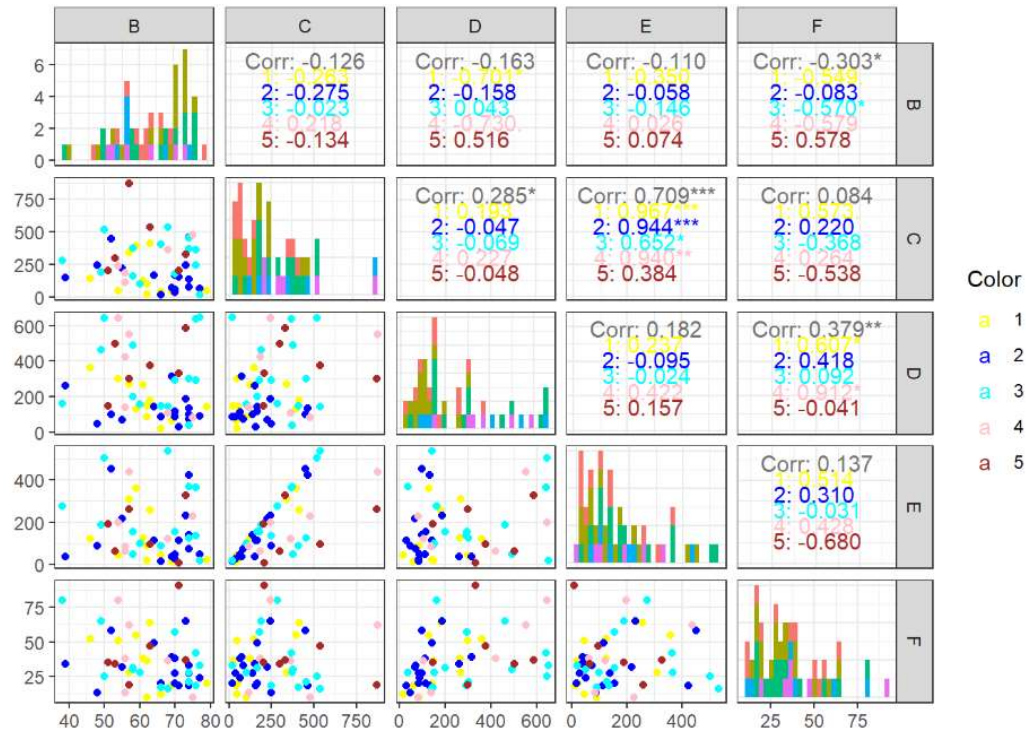 B C D E F
6
4
2
0
Corr: -0.126
1: -0.263
2: -0.275
3: -0.023
4: 0.218
5: -0.134
Corr: -0.163
1: -0.701*
2: -0.158
3: 0.043
4: -0.730.
5: 0.516
Corr: -0.110
1: -0.350
2: -0.058
3: -0.146
4: 0.026
5: 0.074
Corr: -0.303*
1: -0.549.
2: -0.083
3: -0.570*
4: -0.579
5: 0.578
B
750
500
250
0
Corr: 0.285*
1: 0.193
2: -0.047
3: -0.069
4: 0.227
5: -0.048
Corr: 0.709***
1: 0.967***
2: 0.944***
3: 0.652*
4: 0.940**
5: 0.384
Corr: 0.084
1: 0.573.
2: 0.220
3: -0.368
4: 0.264
5: -0.538
C
600
400
200
0
Corr: 0.182
1: 0.237
2: -0.095
3: -0.024
4: 0.422
5: 0.157
Corr: 0.379**
1: 0.607*
2: 0.418
3: 0.092
4: 0.912*
5: -0.041
D
400
200
0
Corr: 0.137
1: 0.514
2: 0.310
3: -0.031
4: 0.428
5: -0.680
E
75
50
25
F
40 50 60 70 80 0 250 500 750 0 200 400 600 0 200 400 25 50 75
Color
a 1
a 2
a 3
a 4
a 5